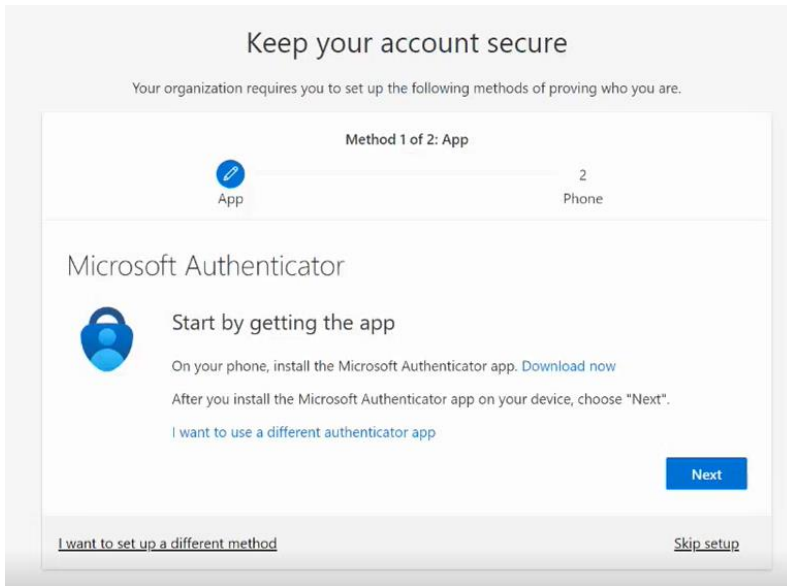 Keep your account secure
Your organization requires you to set up the following methods of proving who you are.
Method 1 of 2: App
App
2
Phone
Microsoft Authenticator
Start by getting the app
On your phone, install the Microsoft Authenticator app. Download now
After you install the Microsoft Authenticator app on your device, choose "Next".
I want to use a different authenticator app
Next
I want to set up a different method
Skip setup